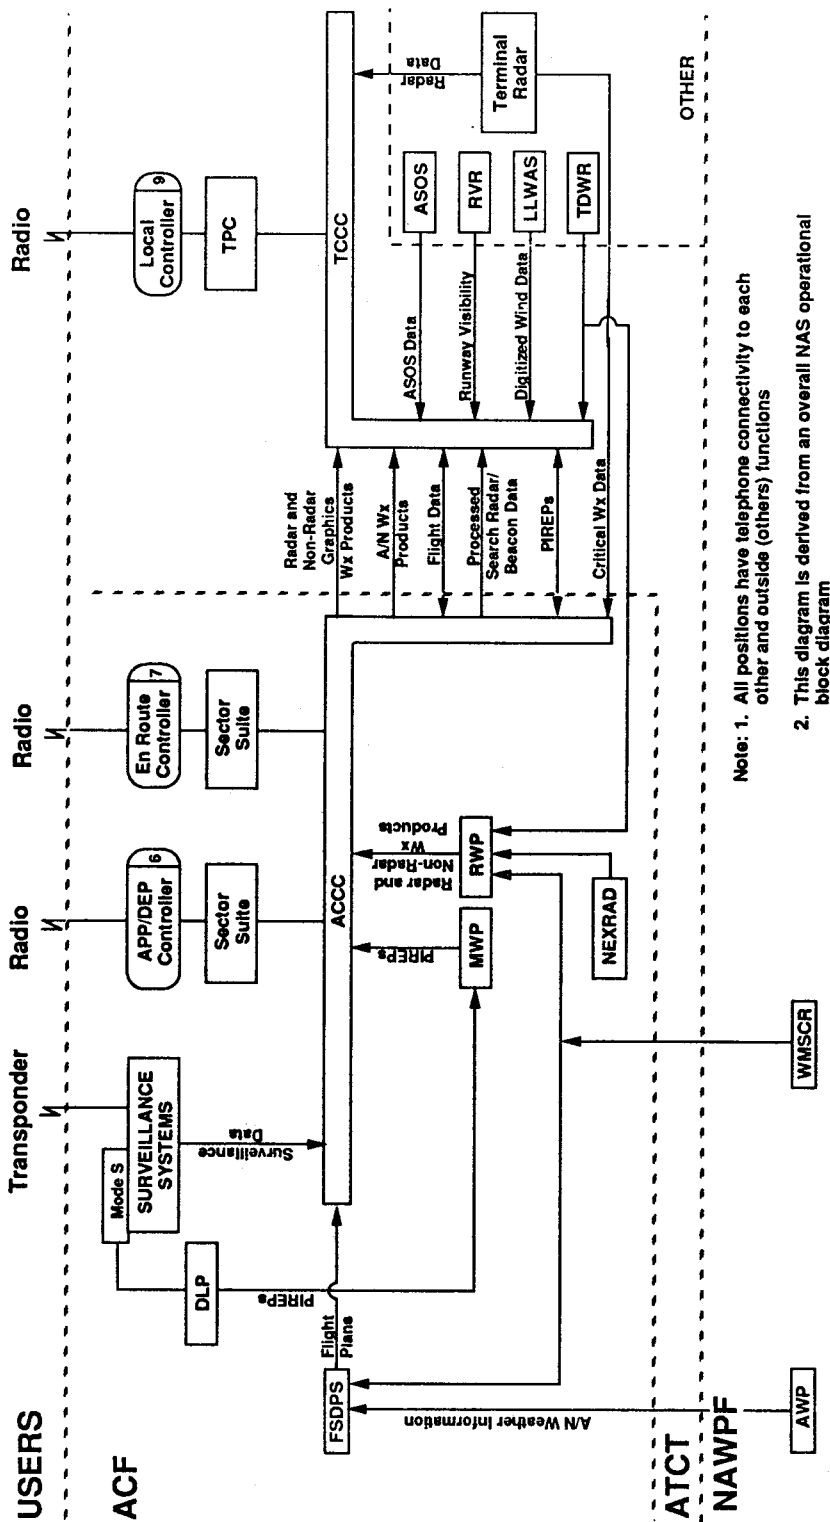 USERS
Transponder
Radio
Radio
Radio
ACF
Mode S
SURVEILLANCE
SYSTEMS
APP/DEP
Controller
6
En Route
Controller
7
Local
Controller
9
DLP
Sector
Suite
Sector
Suite
TPC
Surveillance
Data
PIREPs
Flight
Plans
FSDPS
ACCC
TCCC
Radar and
Non-Radar
Graphics
Wx Products
A/N Wx
Products
Flight Data
Processed
Search Radar/
Beacon Data
PIREPs
Critical Wx Data
ASOS Data
Runway Visibility
Digitized Wind Data
ASOS
RVR
LLWAS
TDWR
Radar
Data
Terminal
Radar
PIREPs
MWP
Radar and
Non-Radar
Wx
Products
RWP
NEXRAD
A/N Weather Information
OTHER
ATCT
NAWPF
AWP
WMSCR
Note: 1. All positions have telephone connectivity to each
other and outside (others) functions
2. This diagram is derived from an overall NAS operational
block diagram